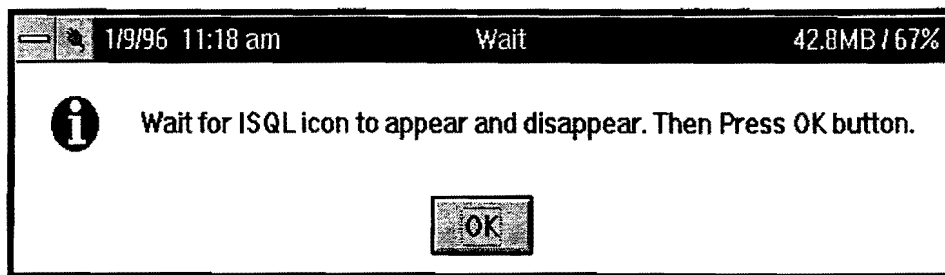 1/9/96 11:18 am Wait 42.8MB / 67%
Wait for ISQL icon to appear and disappear. Then Press OK button.
OK